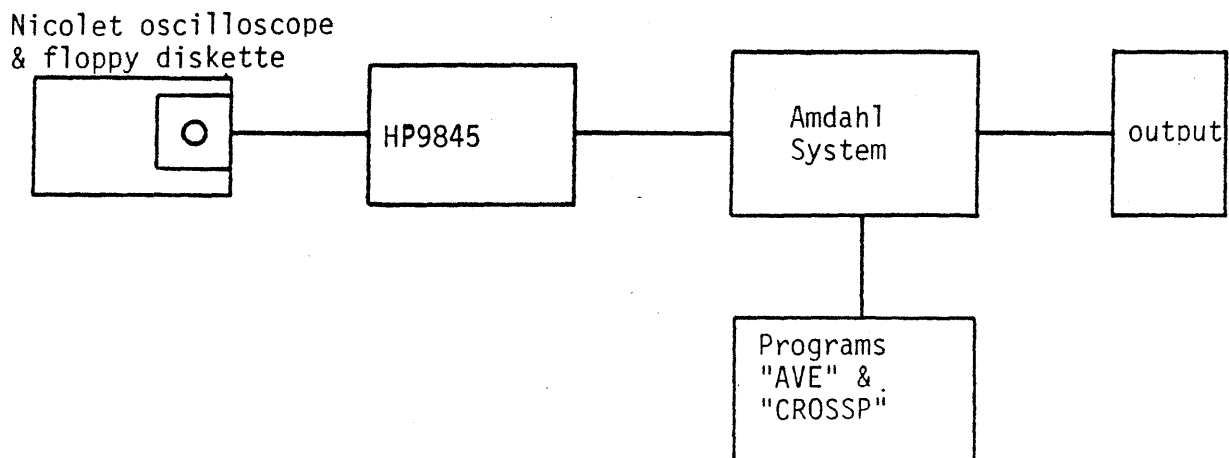 Nicolet oscilloscope
& floppy diskette
HP9845
Amdahl
System
output
Programs
"AVE" &
"CROSSP"